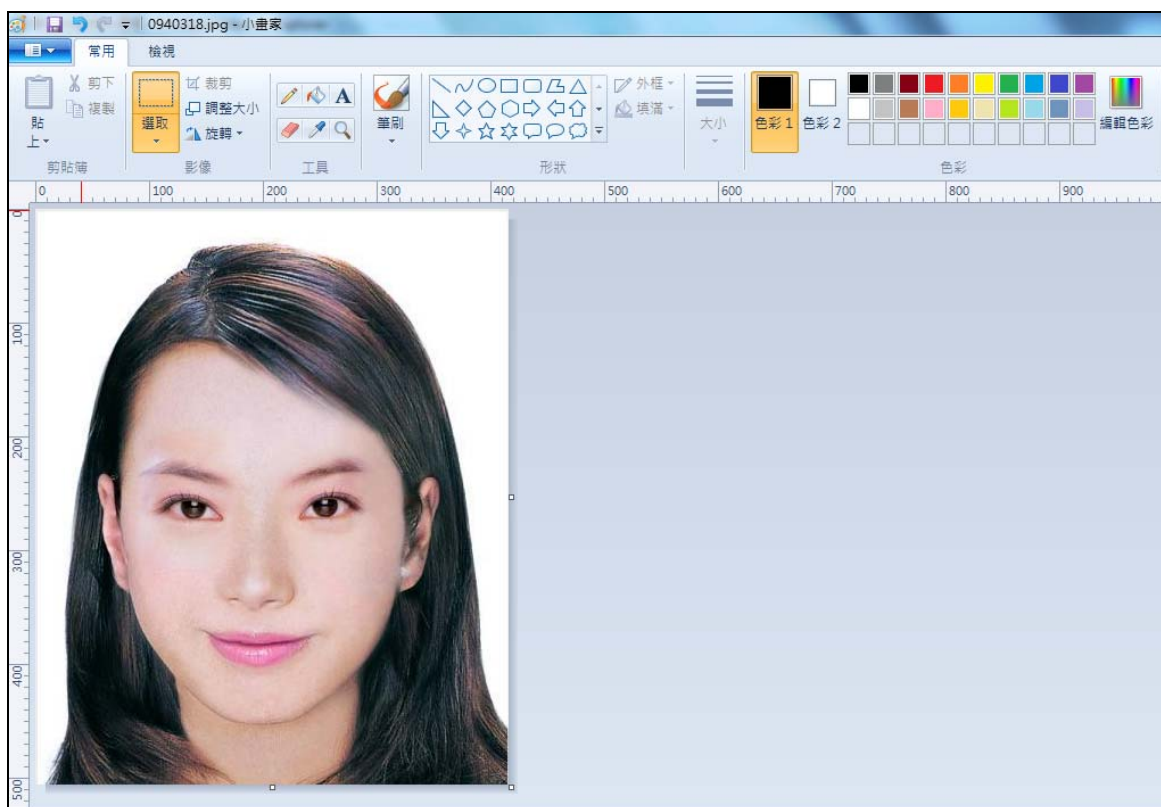 0940318.jpg - 小畫家
常用 檢視
剪下 裁剪 外框
複製 調整大小 填滿
貼上 選取 旋轉 A 筆刷 大小 色彩 1 色彩 2 編輯色彩
剪貼簿 影像 工具 形狀 色彩
0 100 200 300 400 500 600 700 800 900
0
100
200
300
400
500